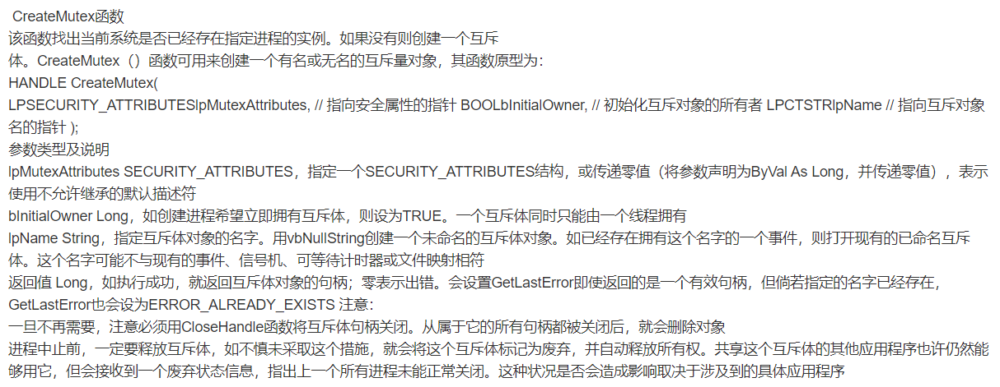 CreateMutex函数
该函数找出当前系统是否已经存在指定进程的实例。如果没有则创建一个互斥
体。CreateMutex（）函数可用来创建一个有名或无名的互斥量对象，其函数原型为：
HANDLE CreateMutex(
LPSECURITY_ATTRIBUTESlpMutexAttributes, // 指向安全属性的指针 BOOLbInitialOwner, // 初始化互斥对象的所有者 LPCTSTRlpName // 指向互斥对象
名的指针 );
参数类型及说明
lpMutexAttributes SECURITY_ATTRIBUTES，指定一个SECURITY_ATTRIBUTES结构，或传递零值（将参数声明为ByVal As Long，并传递零值），表示
使用不允许继承的默认描述符
bInitialOwner Long，如创建进程希望立即拥有互斥体，则设为TRUE。一个互斥体同时只能由一个线程拥有
lpName String，指定互斥体对象的名字。用vbNullString创建一个未命名的互斥体对象。如已经存在拥有这个名字的一个事件，则打开现有的已命名互斥
体。这个名字可能不与现有的事件、信号机、可等待计时器或文件映射相符
返回值 Long，如执行成功，就返回互斥体对象的句柄；零表示出错。会设置GetLastError即使返回的是一个有效句柄，但倘若指定的名字已经存在，
GetLastError也会设为ERROR_ALREADY_EXISTS 注意：
一旦不再需要，注意必须用CloseHandle函数将互斥体句柄关闭。从属于它的所有句柄都被关闭后，就会删除对象
进程中止前，一定要释放互斥体，如不慎未采取这个措施，就会将这个互斥体标记为废弃，并自动释放所有权。共享这个互斥体的其他应用程序也许仍然能
够用它，但会接收到一个废弃状态信息，指出上一个所有进程未能正常关闭。这种状况是否会造成影响取决于涉及到的具体应用程序